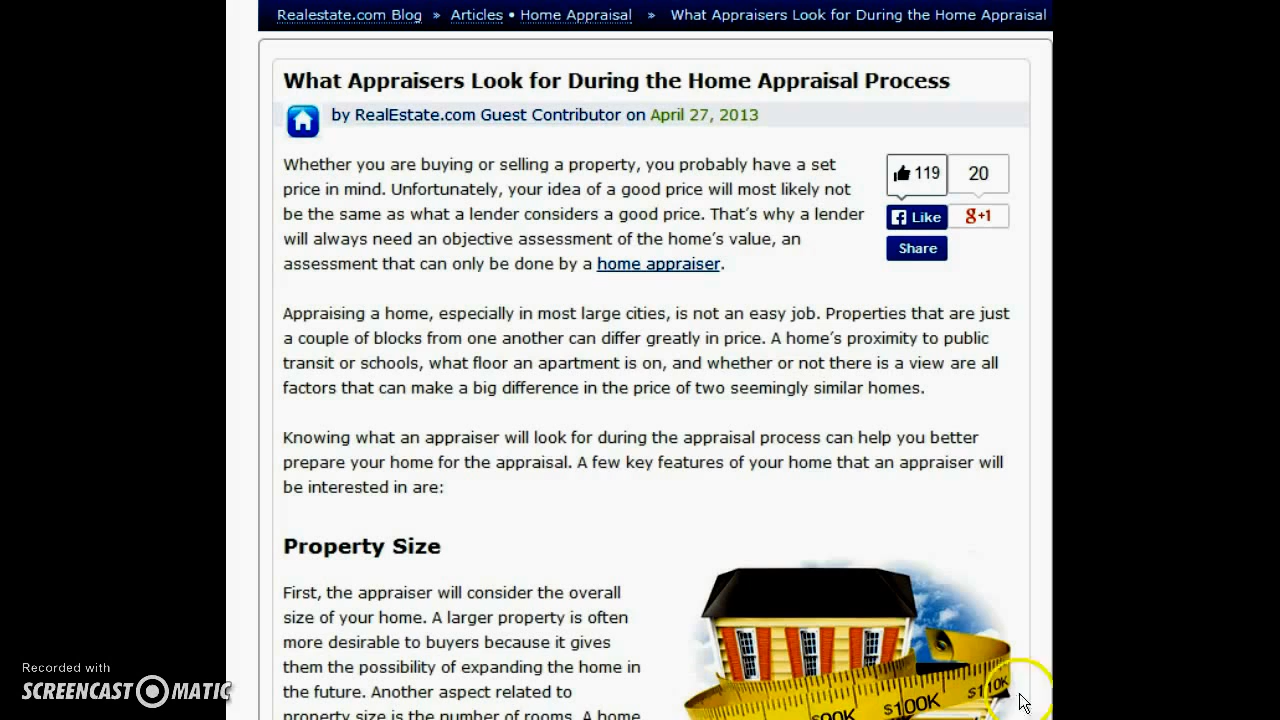 Realestate.com Blog » Articles • Home Appraisal » What Appraisers Look for During the Home Appraisal
What Appraisers Look for During the Home Appraisal Process
by RealEstate.com Guest Contributor on April 27, 2013
Whether you are buying or selling a property, you probably have a set
price in mind. Unfortunately, your idea of a good price will most likely not
be the same as what a lender considers a good price. That's why a lender
will always need an objective assessment of the home's value, an
assessment that can only be done by a home appraiser.
119
20
Like
g+1
Share
Appraising a home, especially in most large cities, is not an easy job. Properties that are just
a couple of blocks from one another can differ greatly in price. A home's proximity to public
transit or schools, what floor an apartment is on, and whether or not there is a view are all
factors that can make a big difference in the price of two seemingly similar homes.
Knowing what an appraiser will look for during the appraisal process can help you better
prepare your home for the appraisal. A few key features of your home that an appraiser will
be interested in are:
Property Size
First, the appraiser will consider the overall
size of your home. A larger property is often
more desirable to buyers because it gives
them the possibility of expanding the home in
the future. Another aspect related to
property size is the number of rooms. A home
$90K $100K $110K
Recorded with
SCREENCAST MATIC